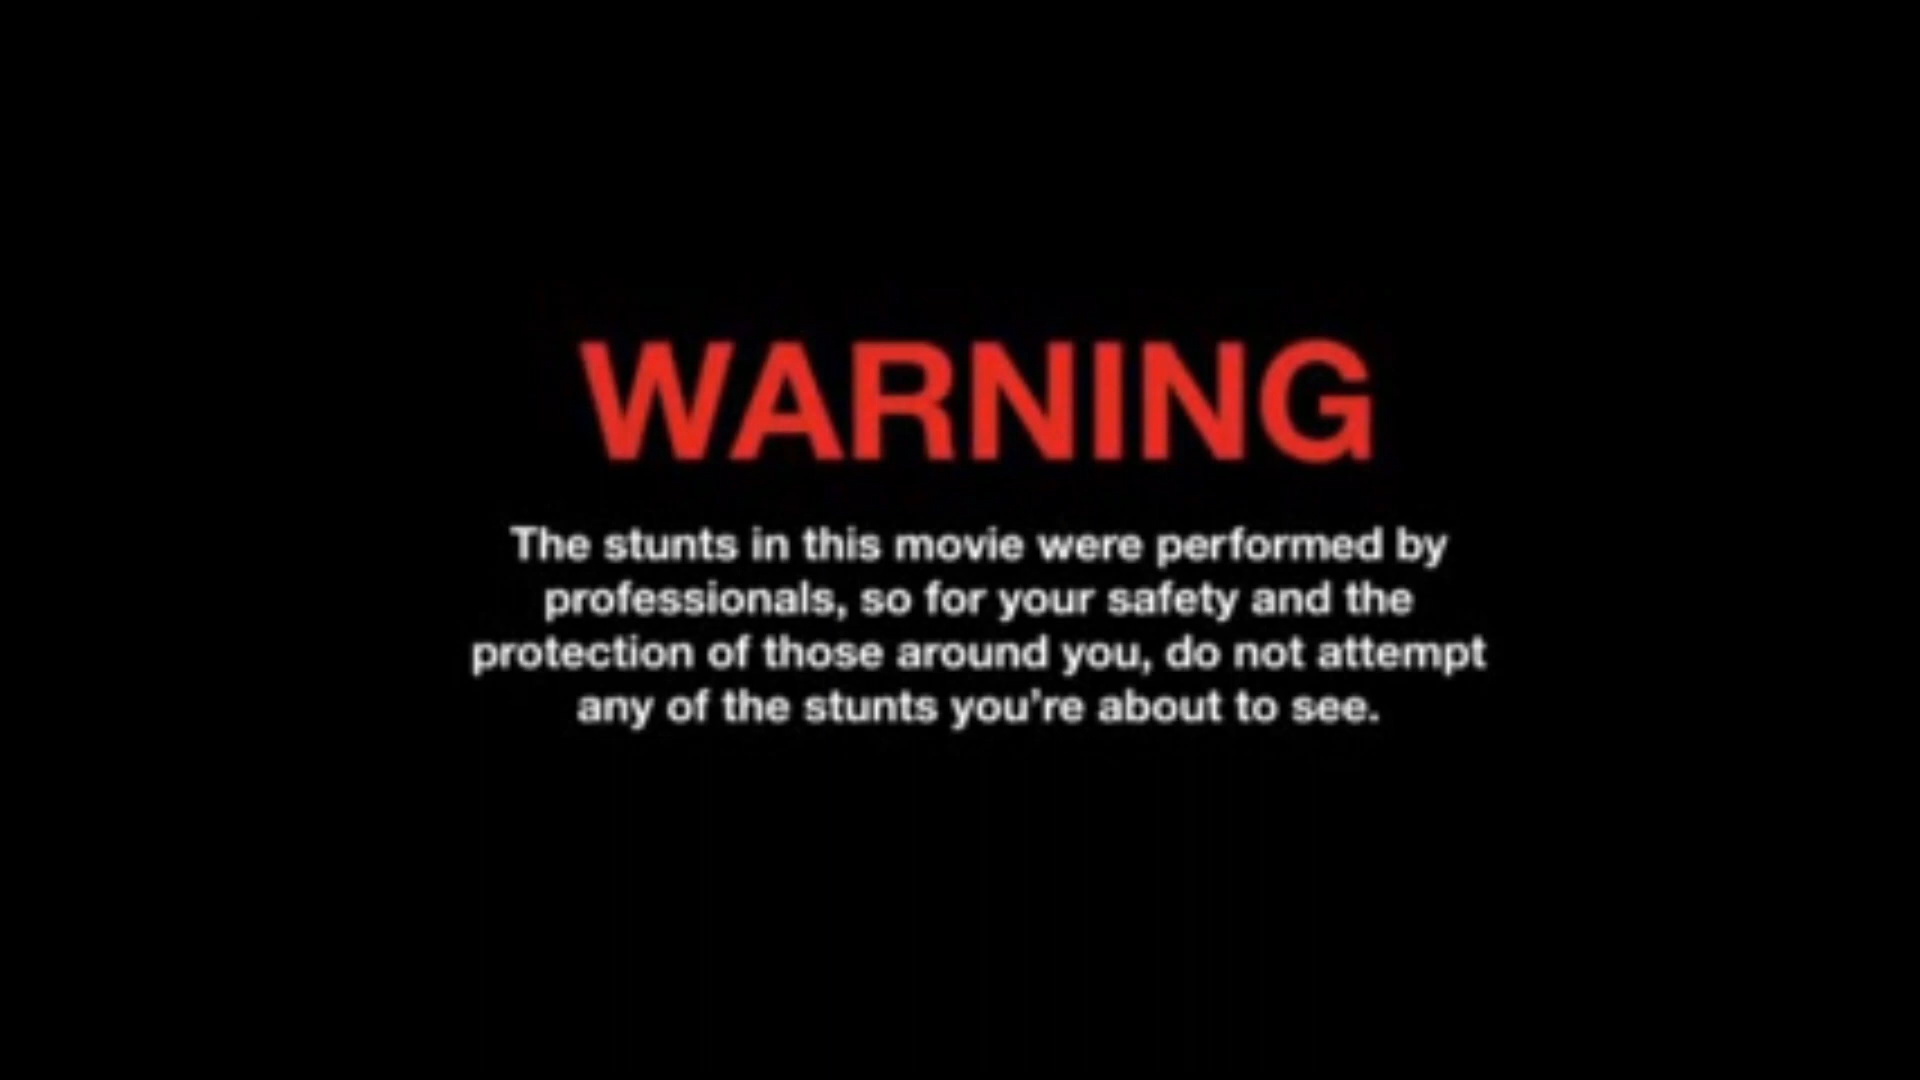 WARNING
The stunts in this movie were performed by
professionals, so for your safety and the
protection of those around you, do not attempt
any of the stunts you're about to see.